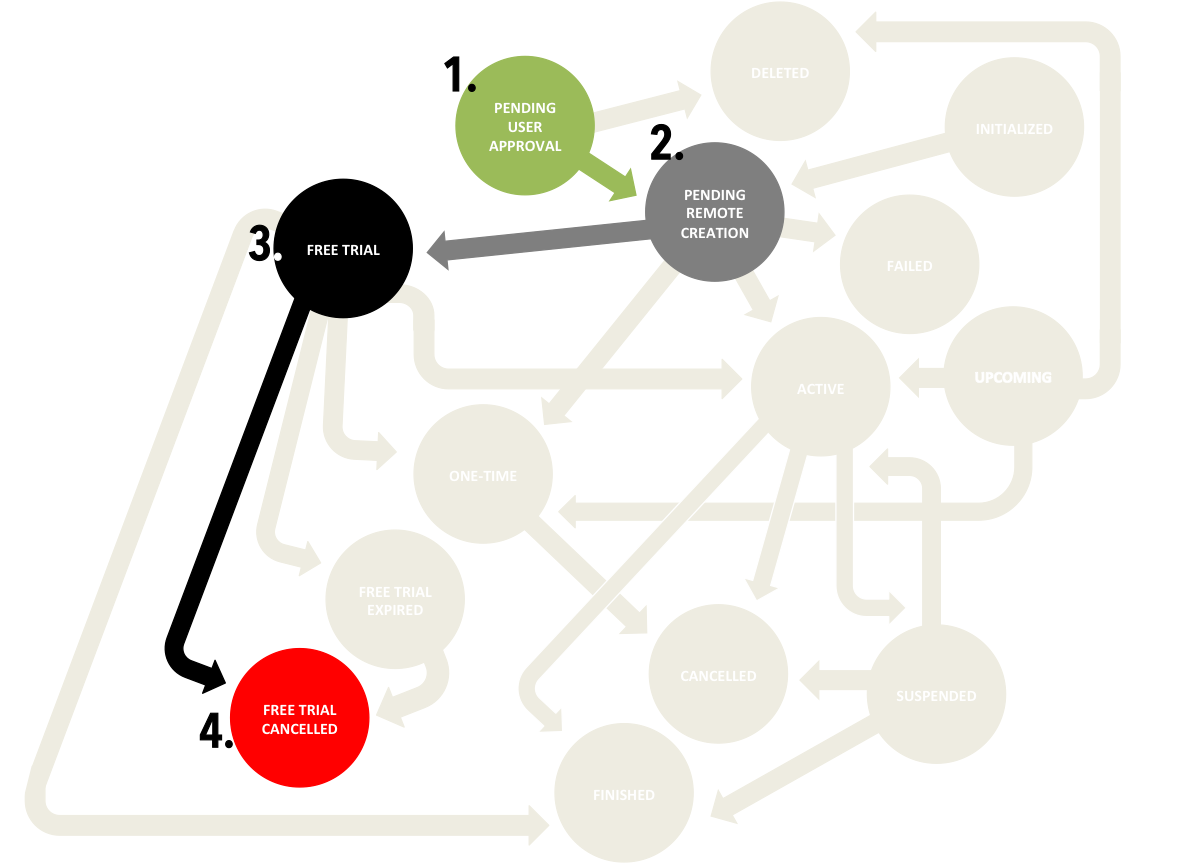 DELETED
1.
PENDING
USER
APPROVAL
INITIALIZED
2.
PENDING
REMOTE
CREATION
3.
FREE TRIAL
FAILED
UPCOMING
ACTIVE
ONE-TIME
FREE TRIAL
EXPIRED
CANCELLED
SUSPENDED
4.
FREE TRIAL
CANCELLED
FINISHED